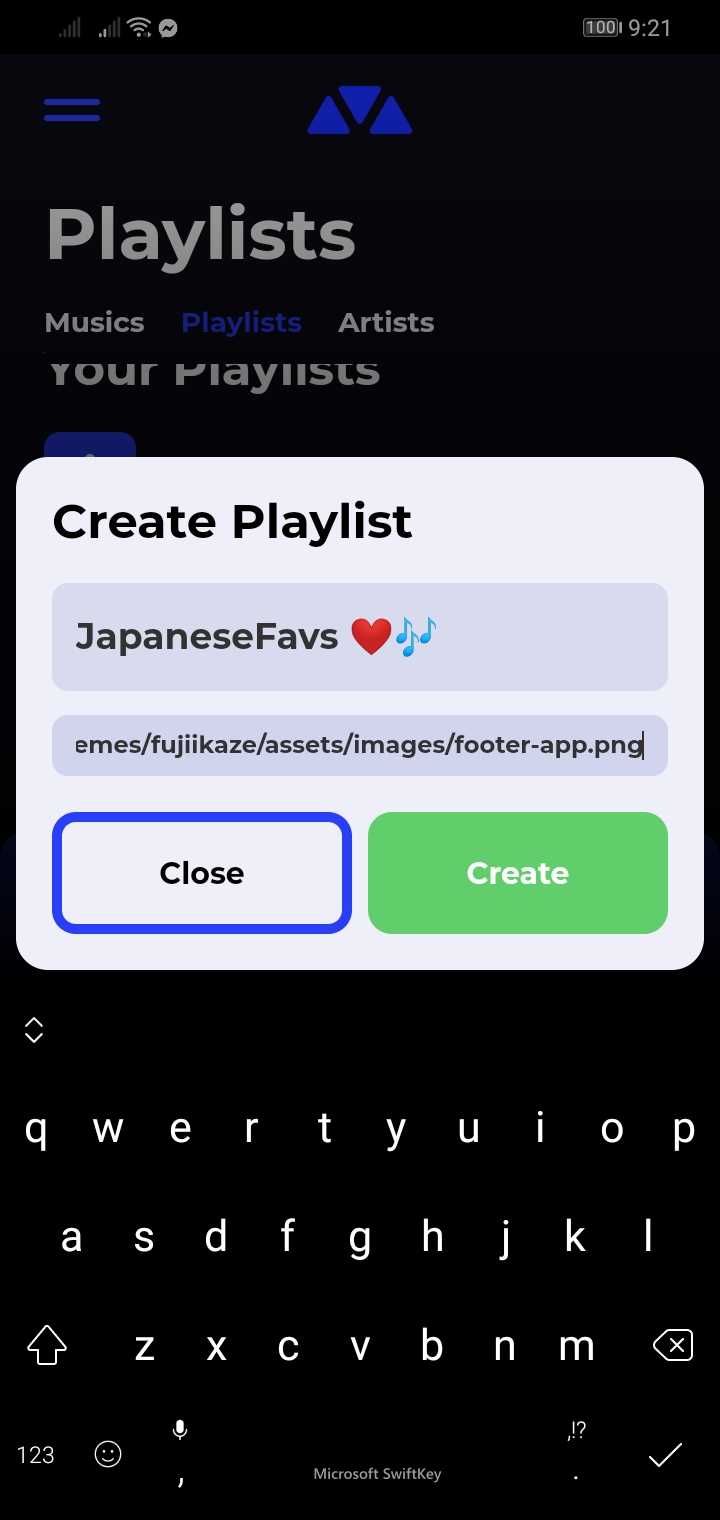 100 9:21
Playlists
Musics Playlists Artists
Your Playlists
Create Playlist
JapaneseFavs ❤️🎶
emes/fujiikaze/assets/images/footer-app.png
Close Create
q w e r t y u i o p
a s d f g h j k l
z x c v b n m
,!?
123 , Microsoft SwiftKey .